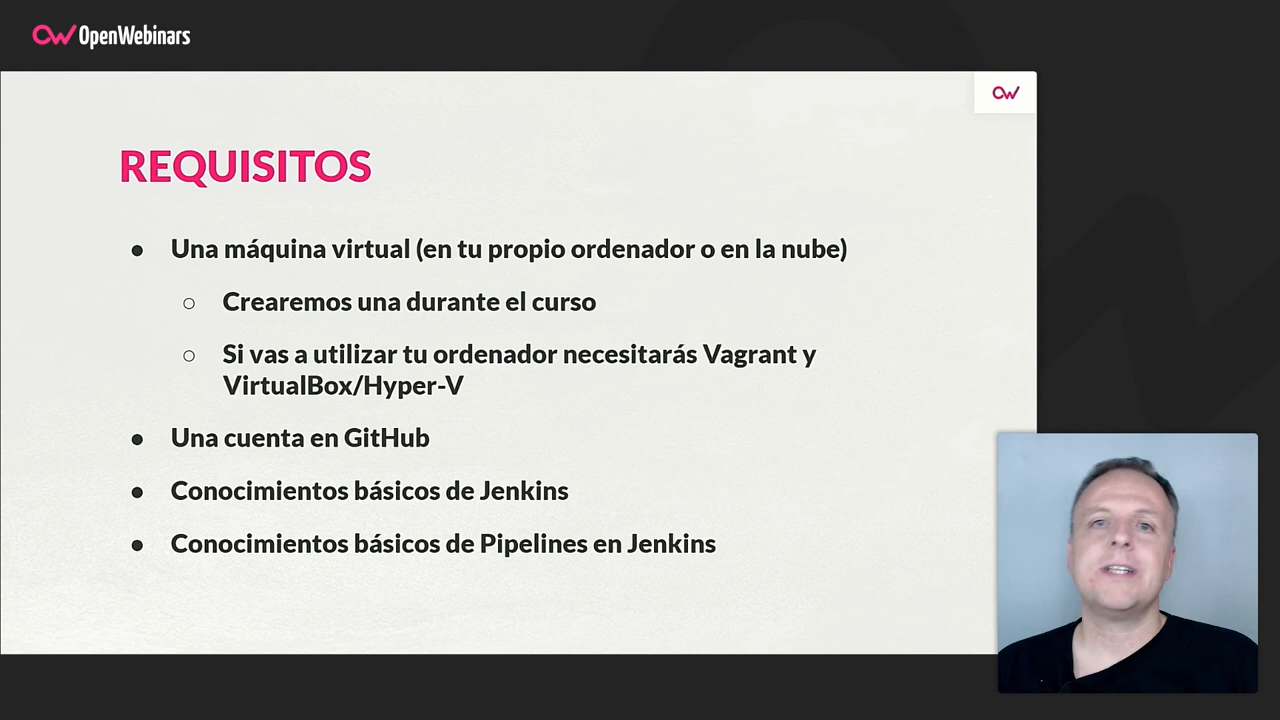 OpenWebinars
REQUISITOS
● Una máquina virtual (en tu propio ordenador o en la nube)
○ Crearemos una durante el curso
○ Si vas a utilizar tu ordenador necesitarás Vagrant y
VirtualBox/Hyper-V
● Una cuenta en GitHub
● Conocimientos básicos de Jenkins
● Conocimientos básicos de Pipelines en Jenkins